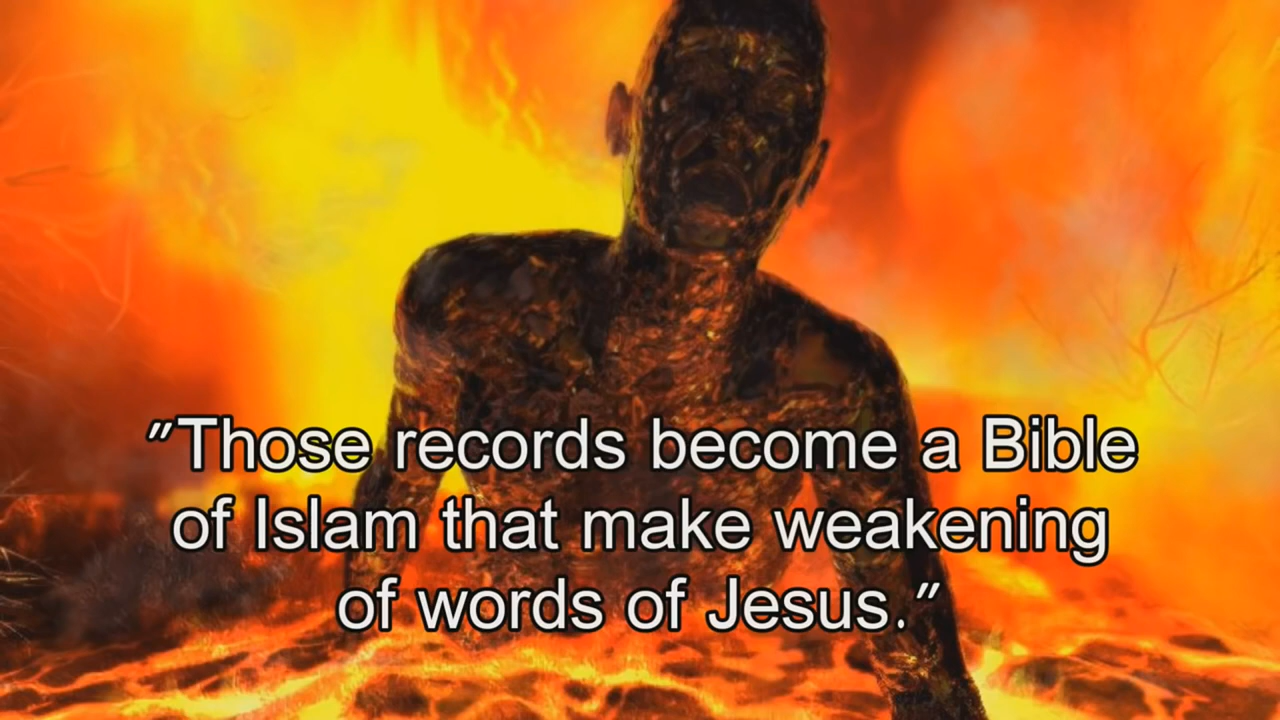 "Those records become a Bible
of Islam that make weakening
of words of Jesus."